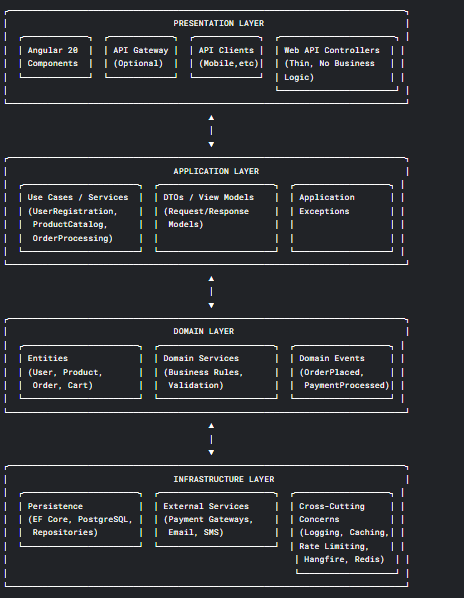 PRESENTATION LAYER
Angular 20 API Gateway API Clients Web API Controllers
Components (Optional) (Mobile,etc) (Thin, No Business
Logic)
APPLICATION LAYER
Use Cases / Services DTOs / View Models Application
(UserRegistration, (Request/Response Exceptions
ProductCatalog, Models)
OrderProcessing)
DOMAIN LAYER
Entities Domain Services Domain Events
(User, Product, (Business Rules, (OrderPlaced,
Order, Cart) Validation) PaymentProcessed)
INFRASTRUCTURE LAYER
Persistence External Services Cross-Cutting
(EF Core, PostgreSQL, (Payment Gateways, Concerns
Repositories) Email, SMS) (Logging, Caching,
Rate Limiting,
Hangfire, Redis)